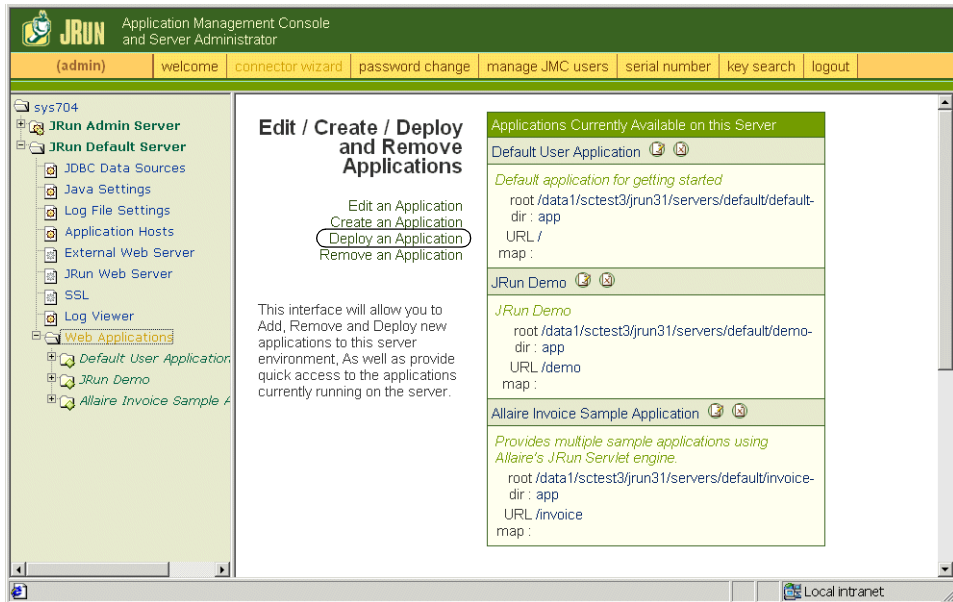 JRUN
Application Management Console
and Server Administrator
(admin) welcome connector wizard password change manage JMC users serial number key search logout
sys704
JRun Admin Server
JRun Default Server
JDBC Data Sources
Java Settings
Log File Settings
Application Hosts
External Web Server
JRun Web Server
SSL
Log Viewer
Web Applications
Default User Application
JRun Demo
Allaire Invoice Sample A
Edit / Create / Deploy
and Remove
Applications
Edit an Application
Create an Application
Deploy an Application
Remove an Application
This interface will allow you to
Add, Remove and Deploy new
applications to this server
environment, As well as provide
quick access to the applications
currently running on the server.
Applications Currently Available on this Server
Default User Application
Default application for getting started
root /data1/sctest3/jrun31/servers/default/default-
dir : app
URL /
map :
JRun Demo
JRun Demo
root /data1/sctest3/jrun31/servers/default/demo-
dir : app
URL /demo
map :
Allaire Invoice Sample Application
Provides multiple sample applications using
Allaire's JRun Servlet engine.
root /data1/sctest3/jrun31/servers/default/invoice-
dir : app
URL /invoice
map :
Local intranet